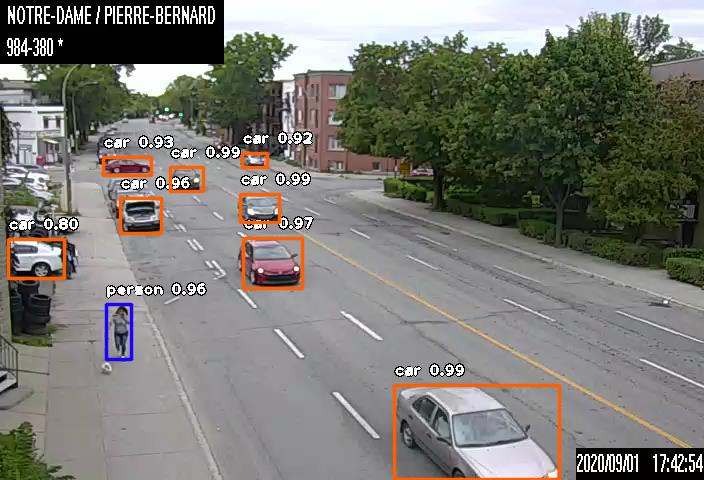 NOTRE-DAME / PIERRE-BERNARD
984-380 *
car 0.93
car 0.99
car 0.92
car 0.96
car 0.99
car 0.97
car 0.80
person 0.96
car 0.99
2020/09/01 17:42:54